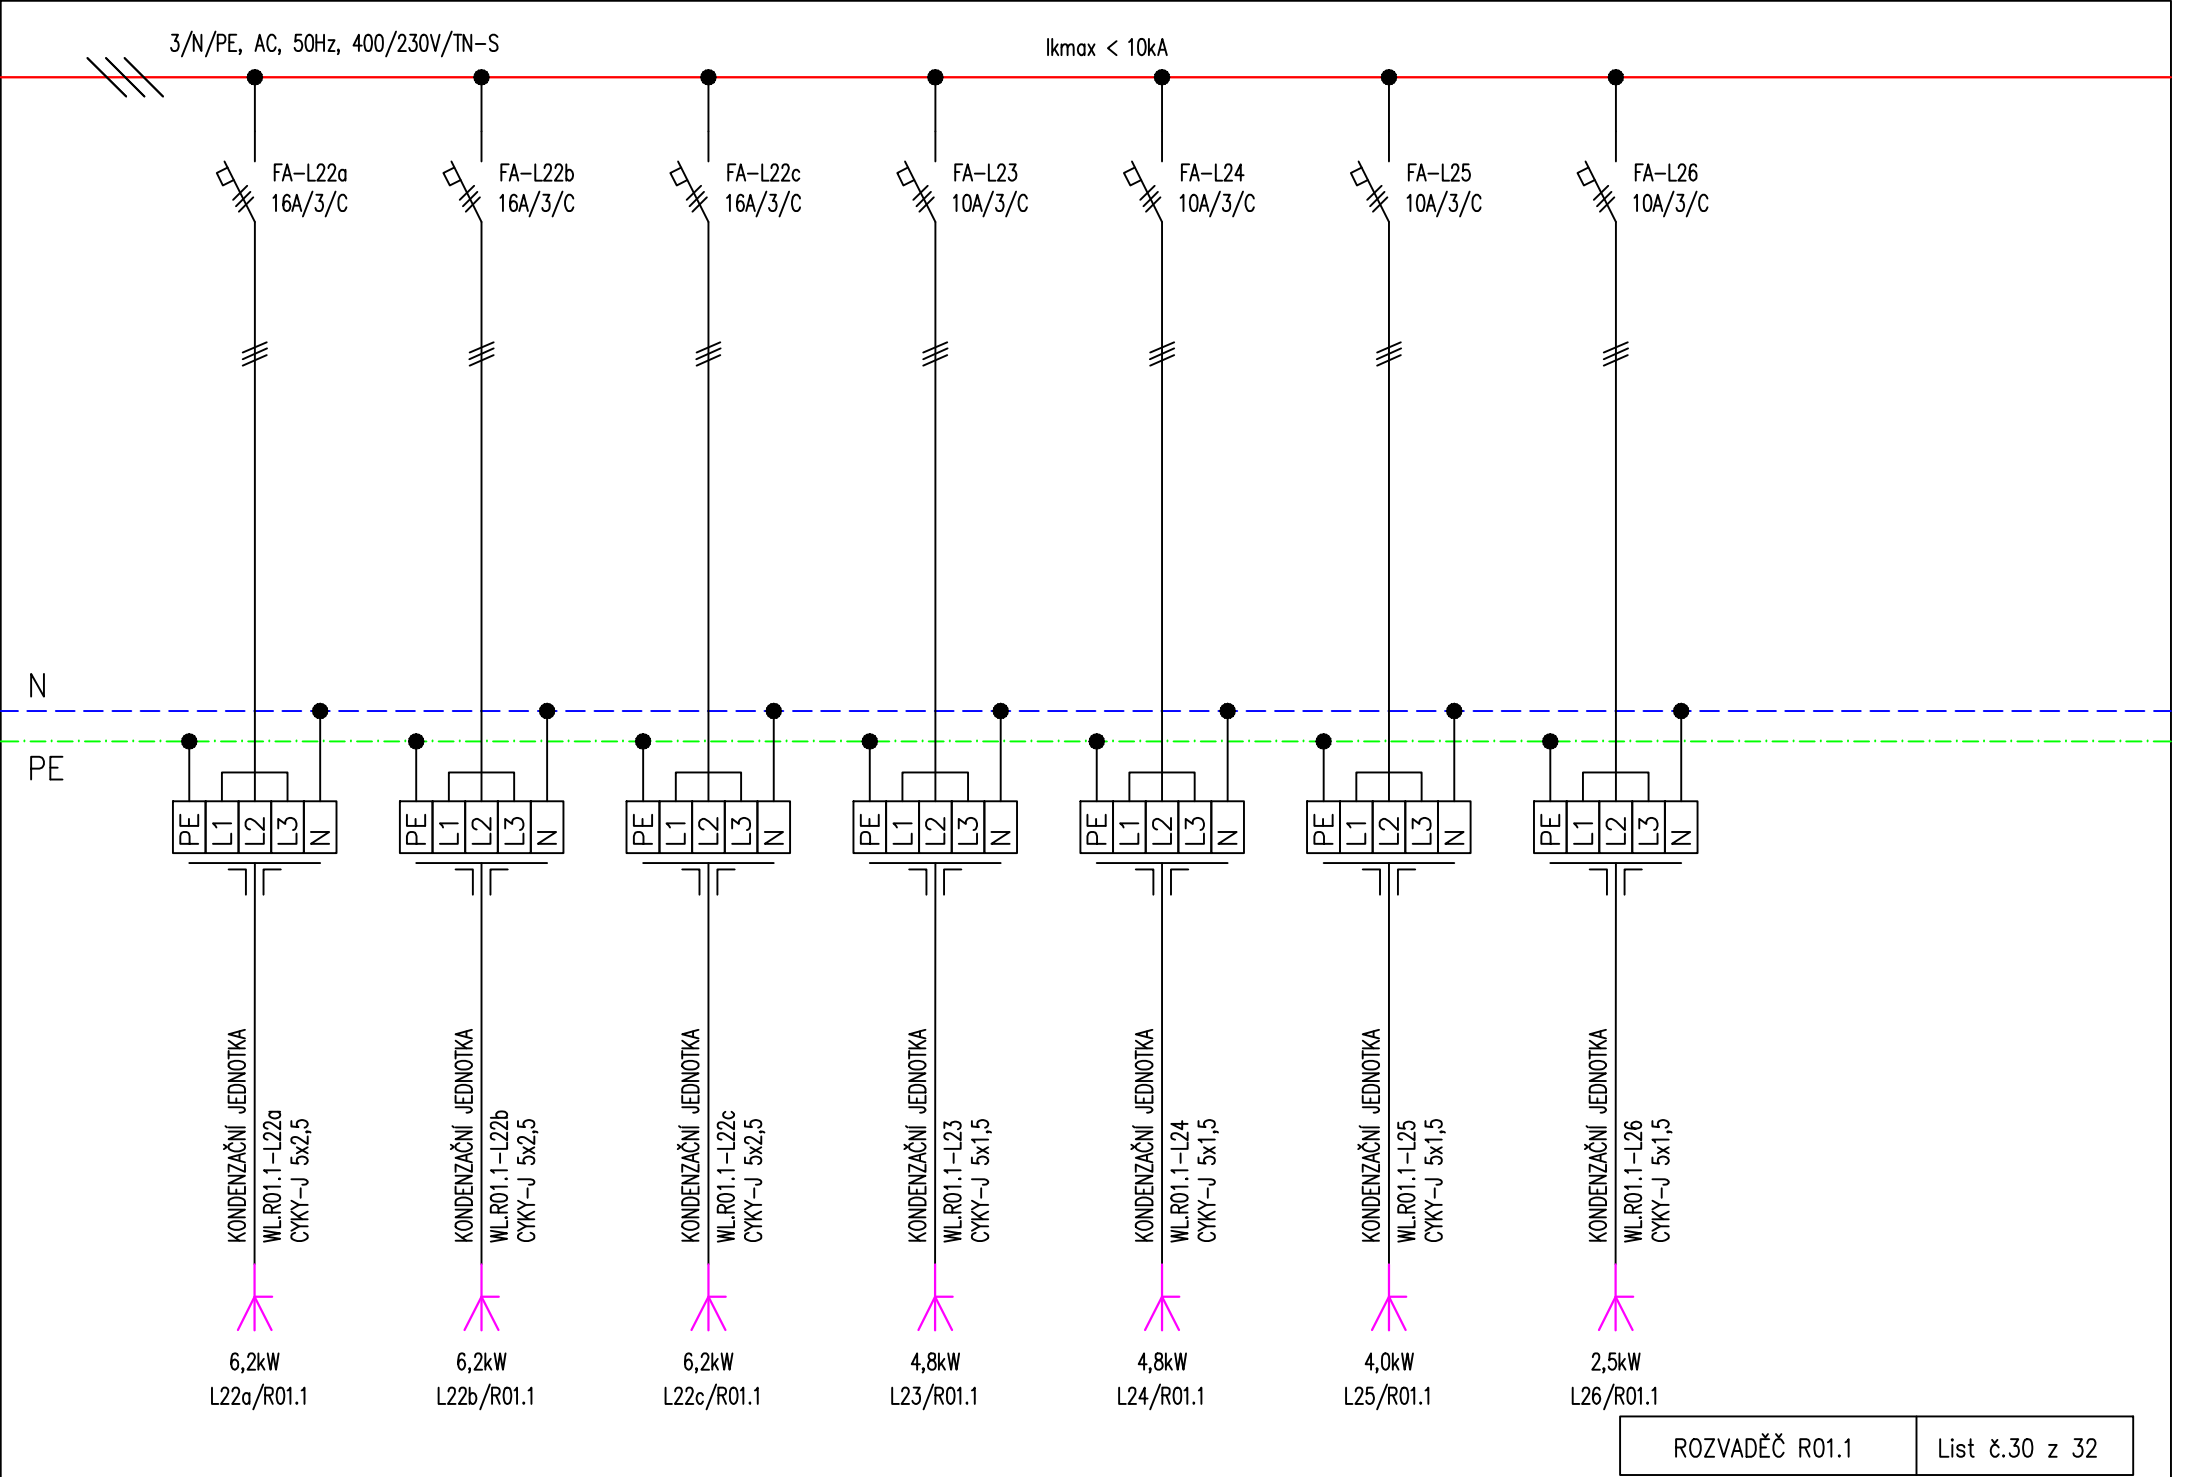 3/N/PE, AC, 50Hz, 400/230V/TN-S
Ikmax < 10kA
FA-L22a
16A/3/C
FA-L22b
16A/3/C
FA-L22c
16A/3/C
FA-L23
10A/3/C
FA-L24
10A/3/C
FA-L25
10A/3/C
FA-L26
10A/3/C
N
PE
PE L1 L2 L3 N
PE L1 L2 L3 N
PE L1 L2 L3 N
PE L1 L2 L3 N
PE L1 L2 L3 N
PE L1 L2 L3 N
PE L1 L2 L3 N
KONDENZAČNÍ JEDNOTKA
WL.R01.1-L22a
CYKY-J 5x2,5
KONDENZAČNÍ JEDNOTKA
WL.R01.1-L22b
CYKY-J 5x2,5
KONDENZAČNÍ JEDNOTKA
WL.R01.1-L22c
CYKY-J 5x2,5
KONDENZAČNÍ JEDNOTKA
WL.R01.1-L23
CYKY-J 5x1,5
KONDENZAČNÍ JEDNOTKA
WL.R01.1-L24
CYKY-J 5x1,5
KONDENZAČNÍ JEDNOTKA
WL.R01.1-L25
CYKY-J 5x1,5
KONDENZAČNÍ JEDNOTKA
WL.R01.1-L26
CYKY-J 5x1,5
6,2kW
L22a/R01.1
6,2kW
L22b/R01.1
6,2kW
L22c/R01.1
4,8kW
L23/R01.1
4,8kW
L24/R01.1
4,0kW
L25/R01.1
2,5kW
L26/R01.1
ROZVADĚČ R01.1
List č.30 z 32